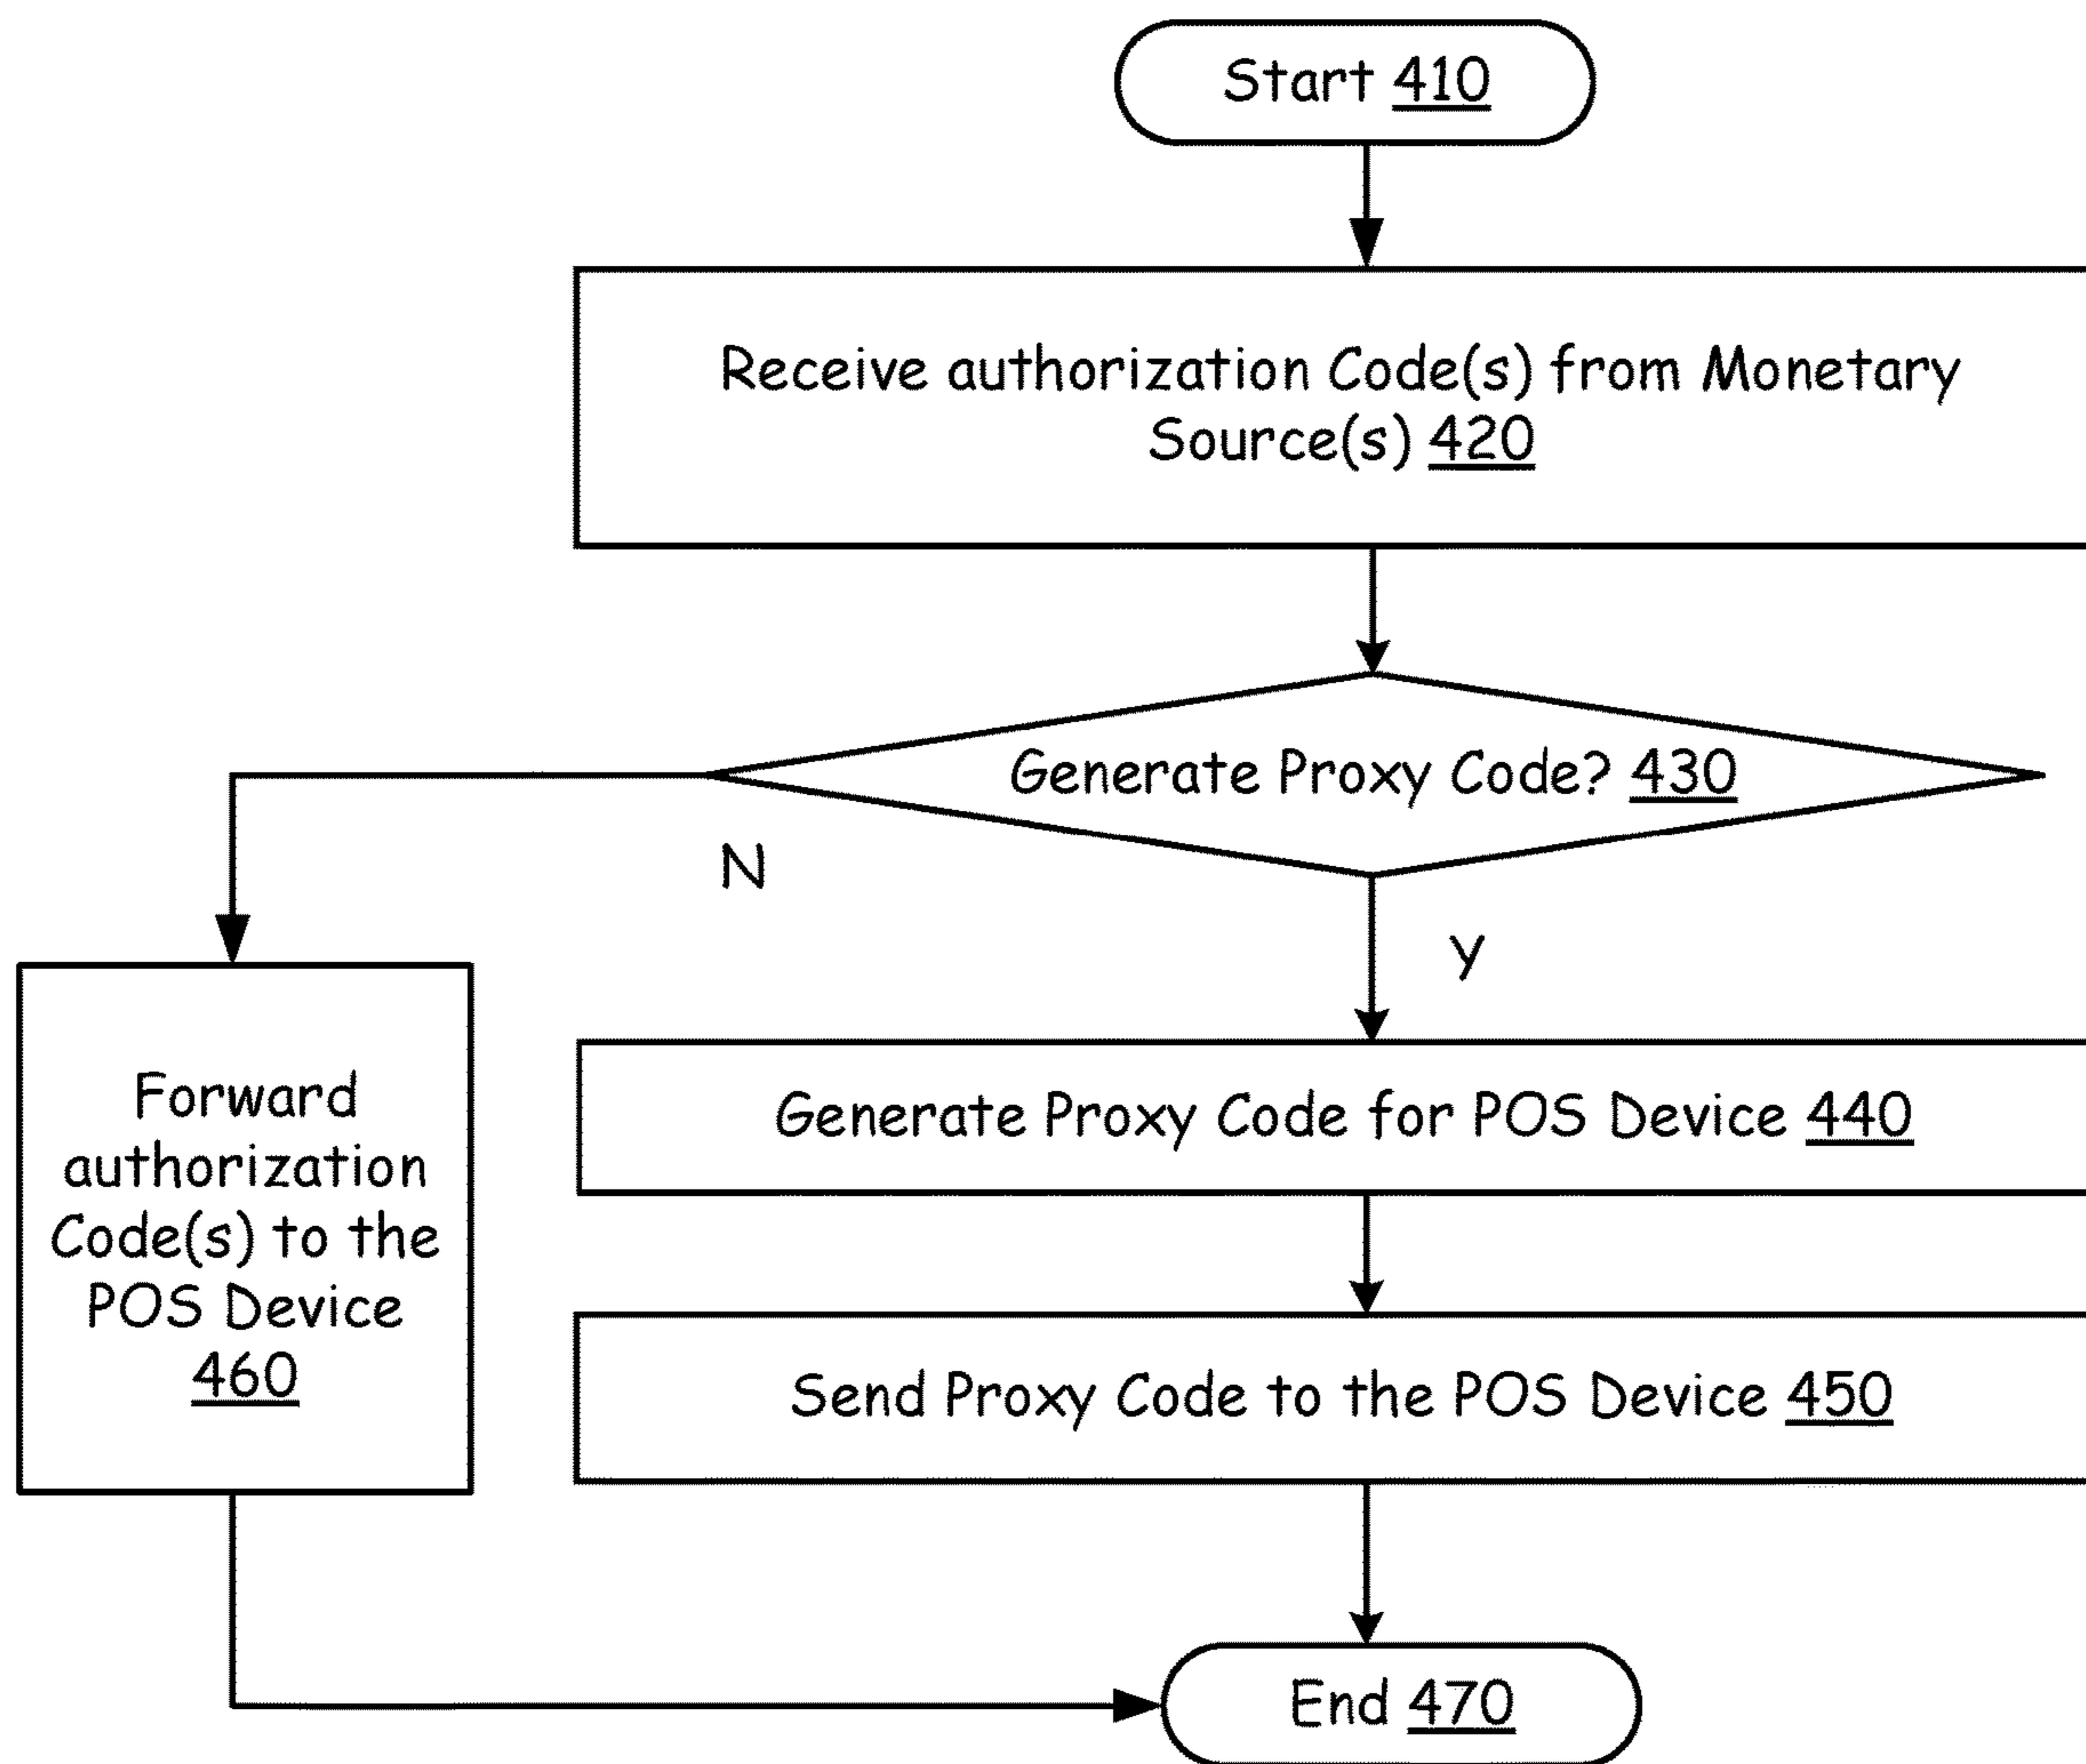 Start 410
Receive authorization Code(s) from Monetary
Source(s) 420
Generate Proxy Code? 430
N
Y
Forward
authorization
Code(s) to the
POS Device
460
Generate Proxy Code for POS Device 440
Send Proxy Code to the POS Device 450
End 470